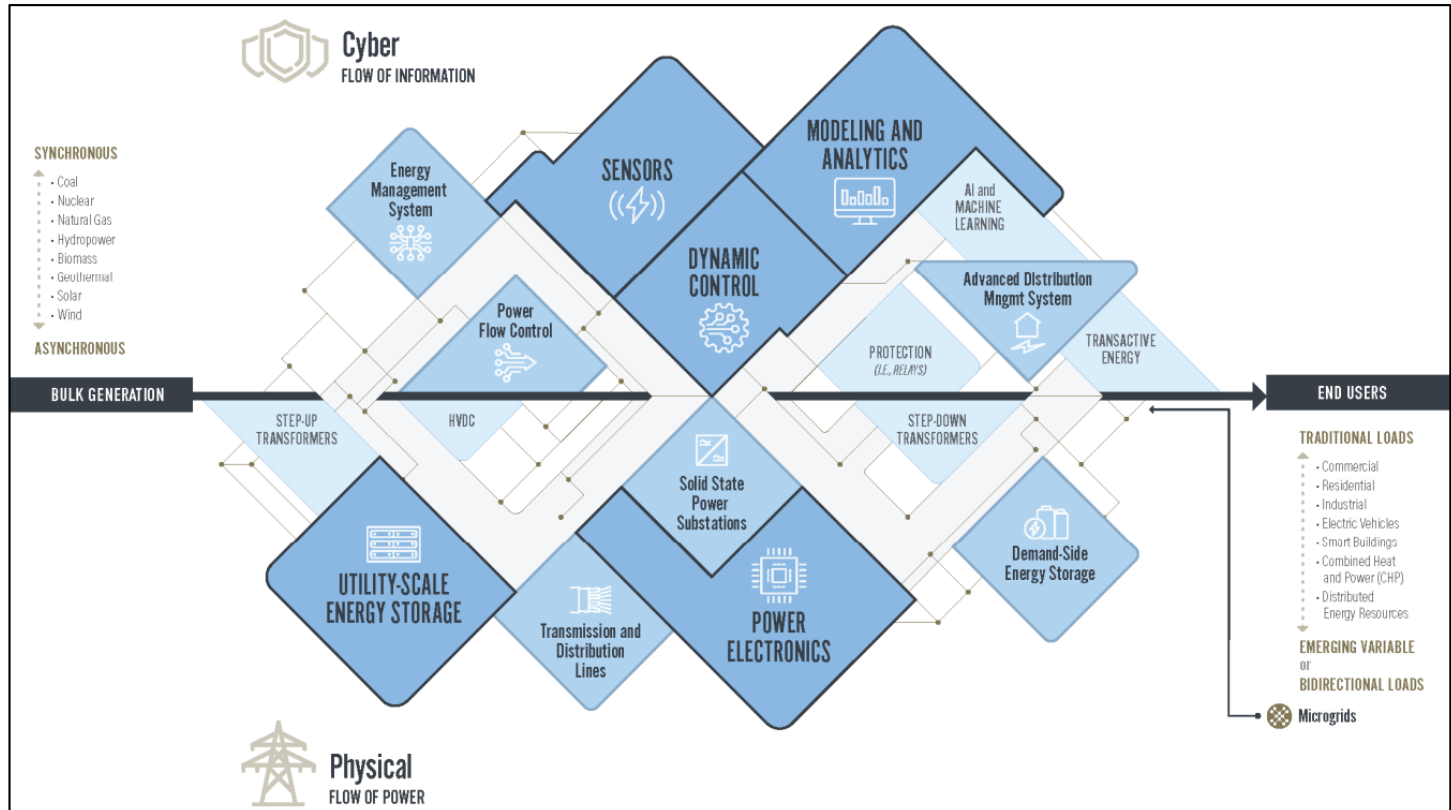 Cyber
FLOW OF INFORMATION
SYNCHRONOUS
• Coal
• Nuclear
• Natural Gas
• Hydropower
• Biomass
• Geothermal
• Solar
• Wind
ASYNCHRONOUS
BULK GENERATION
Energy
Management
System
SENSORS
MODELING AND
ANALYTICS
AI and
MACHINE
LEARNING
DYNAMIC
CONTROL
Advanced Distribution
Mngmt System
Power
Flow Control
PROTECTION
(I.E., RELAYS)
TRANSACTIVE
ENERGY
STEP-UP
TRANSFORMERS
HVDC
STEP-DOWN
TRANSFORMERS
Solid State
Power
Substations
UTILITY-SCALE
ENERGY STORAGE
Transmission and
Distribution
Lines
POWER
ELECTRONICS
Demand-Side
Energy Storage
END USERS
TRADITIONAL LOADS
• Commercial
• Residential
• Industrial
• Electric Vehicles
• Smart Buildings
• Combined Heat
and Power (CHP)
• Distributed
Energy Resources
EMERGING VARIABLE
or
BIDIRECTIONAL LOADS
Microgrids
Physical
FLOW OF POWER